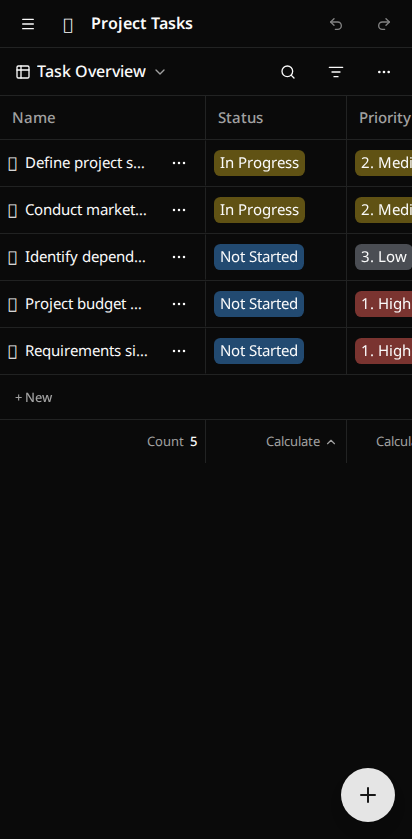 Project Tasks
Task Overview
Name Status Priority
Define project s... In Progress 2. Medi
Conduct market... In Progress 2. Medi
Identify depend... Not Started 3. Low
Project budget ... Not Started 1. High
Requirements si... Not Started 1. High
+ New
Count 5 Calculate Calcul